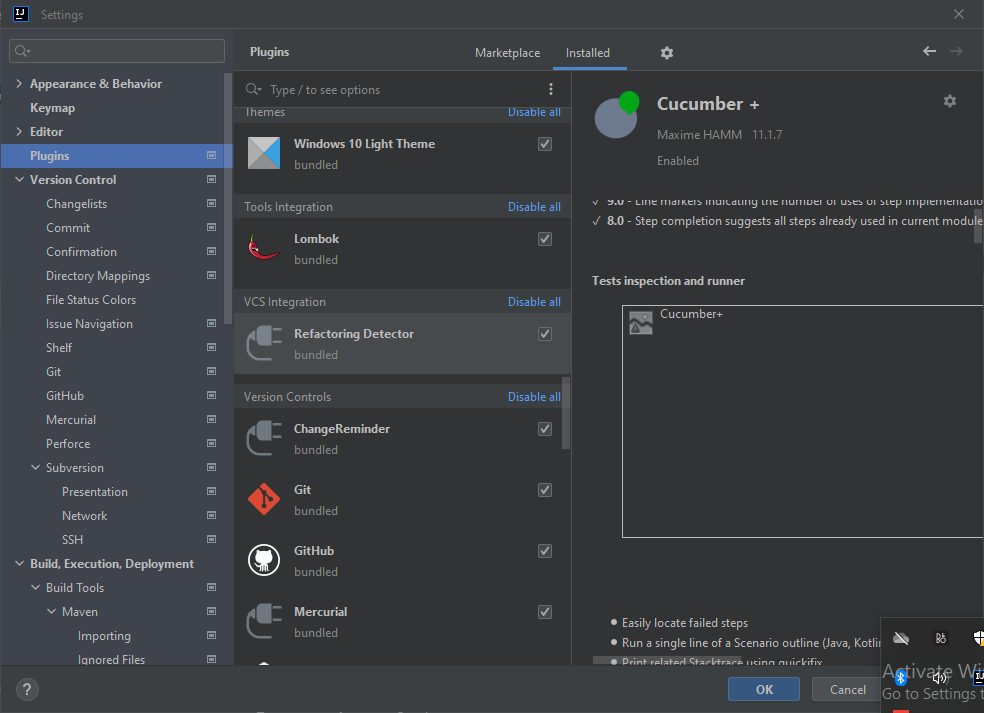 Settings
Appearance & Behavior
Keymap
Editor
Plugins
Version Control
Changelists
Commit
Confirmation
Directory Mappings
File Status Colors
Issue Navigation
Shelf
Git
GitHub
Mercurial
Perforce
Subversion
Presentation
Network
SSH
Build, Execution, Deployment
Build Tools
Maven
Importing
Ignored Files
?
Plugins
Marketplace
Installed
Type / to see options
Themes
Disable all
Windows 10 Light Theme
bundled
Tools Integration
Disable all
Lombok
bundled
VCS Integration
Disable all
Refactoring Detector
bundled
Version Controls
Disable all
ChangeReminder
bundled
Git
bundled
GitHub
bundled
Mercurial
bundled
Cucumber +
Maxime HAMM 11.1.7
Enabled
✓ 9.0 - Line markers indicating the number of uses of step
✓ 8.0 - Step completion suggests all steps already used in current module
Tests inspection and runner
Cucumber+
• Easily locate failed steps
• Run a single line of a Scenario outline (Java,
• Print related Stacktrace using quickfix
OK
Cancel
Activate
Go to Settings